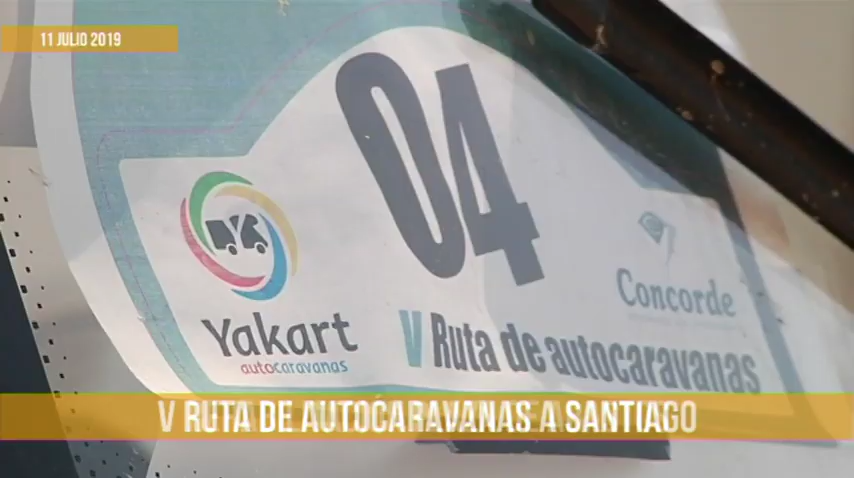 11 JULIO 2019
04
Yakart
autocaravanas
Concorde
V Ruta de autocaravanas
V RUTA DE AUTOCARAVANAS A SANTIAGO